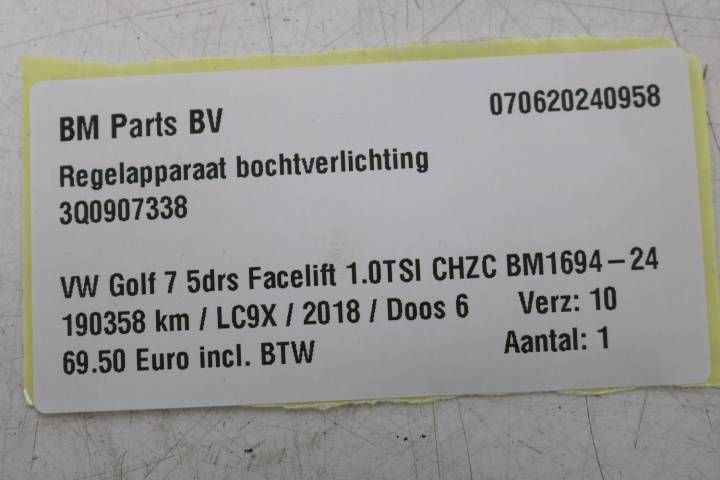 BM Parts BV 070620240958
Regelapparaat bochtverlichting
3Q0907338
VW Golf 7 5drs Facelift 1.0TSI CHZC BM1694-24
190358 km / LC9X / 2018 / Doos 6 Verz: 10
69.50 Euro incl. BTW Aantal: 1